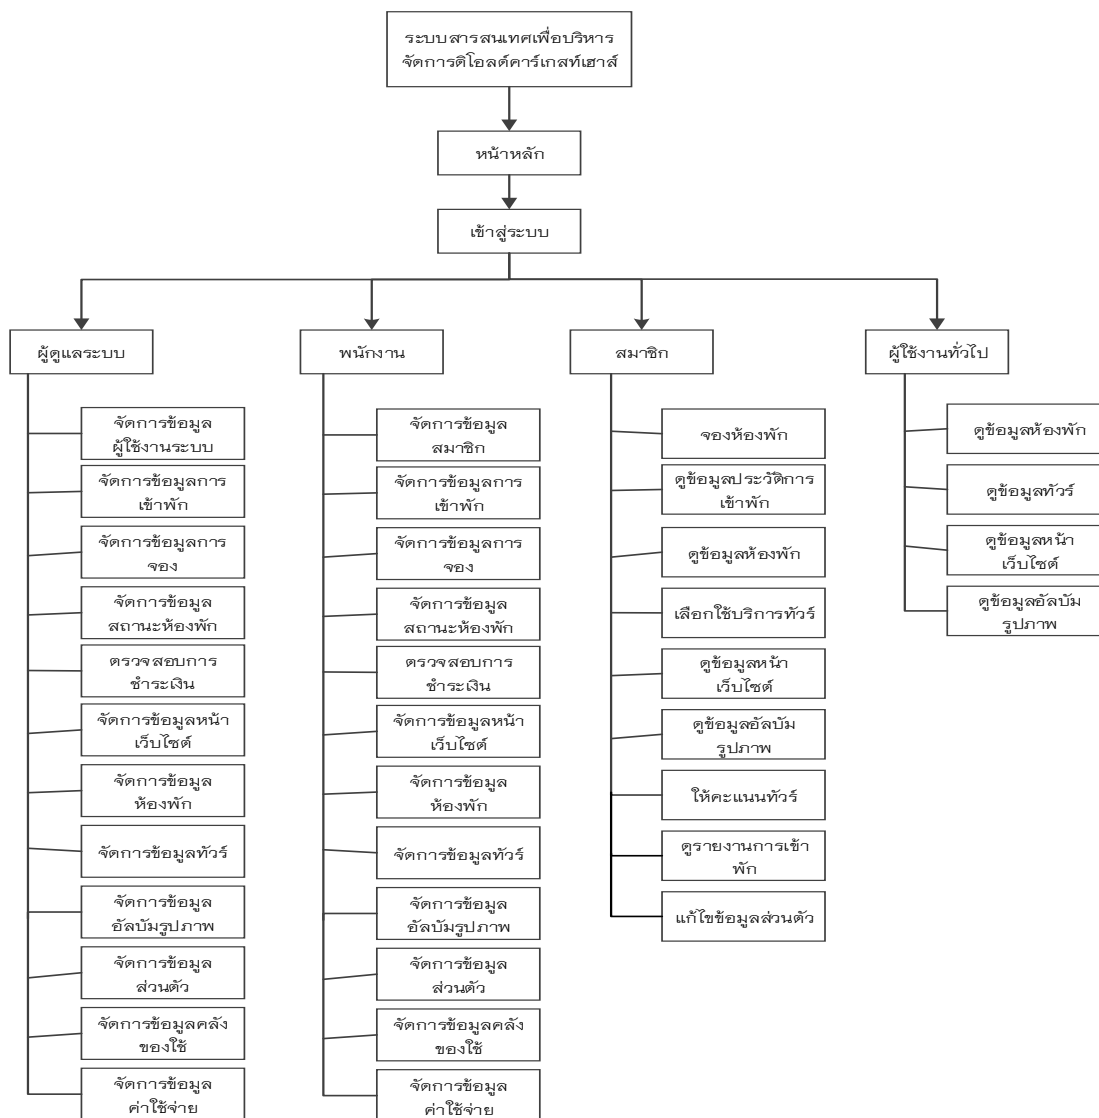 ระบบสารสนเทศเพื่อบริหาร
จัดการดิโอลด์คาร์เกสท์เฮาส์
หน้าหลัก
เข้าสู่ระบบ
ผู้ดูแลระบบ
จัดการข้อมูล
ผู้ใช้งานระบบ
จัดการข้อมูลการ
เข้าพัก
จัดการข้อมูลการ
จอง
จัดการข้อมูล
สถานะห้องพัก
ตรวจสอบการ
ชำระเงิน
จัดการข้อมูลหน้า
เว็บไซต์
จัดการข้อมูล
ห้องพัก
จัดการข้อมูลทัวร์
จัดการข้อมูล
อัลบัมรูปภาพ
จัดการข้อมูล
ส่วนตัว
จัดการข้อมูลคลัง
ของใช้
จัดการข้อมูล
ค่าใช้จ่าย
พนักงาน
จัดการข้อมูล
สมาชิก
จัดการข้อมูลการ
เข้าพัก
จัดการข้อมูลการ
จอง
จัดการข้อมูล
สถานะห้องพัก
ตรวจสอบการ
ชำระเงิน
จัดการข้อมูลหน้า
เว็บไซต์
จัดการข้อมูล
ห้องพัก
จัดการข้อมูลทัวร์
จัดการข้อมูล
อัลบัมรูปภาพ
จัดการข้อมูล
ส่วนตัว
จัดการข้อมูลคลัง
ของใช้
จัดการข้อมูล
ค่าใช้จ่าย
สมาชิก
จองห้องพัก
ดูข้อมูลประวัติการ
เข้าพัก
ดูข้อมูลห้องพัก
เลือกใช้บริการทัวร์
ดูข้อมูลหน้า
เว็บไซต์
ดูข้อมูลอัลบัม
รูปภาพ
ให้คะแนนทัวร์
ดูรายงานการเข้า
พัก
แก้ไขข้อมูลส่วนตัว
ผู้ใช้งานทั่วไป
ดูข้อมูลห้องพัก
ดูข้อมูลทัวร์
ดูข้อมูลหน้า
เว็บไซต์
ดูข้อมูลอัลบัม
รูปภาพ